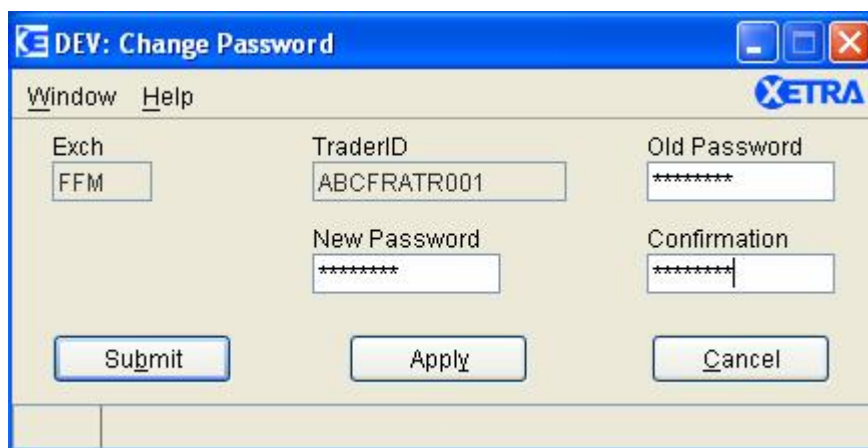 DEV: Change Password
Window Help XETRA
Exch TraderID Old Password
FFM ABCFRATR001 ********
New Password Confirmation
******** ********
Submit Apply Cancel